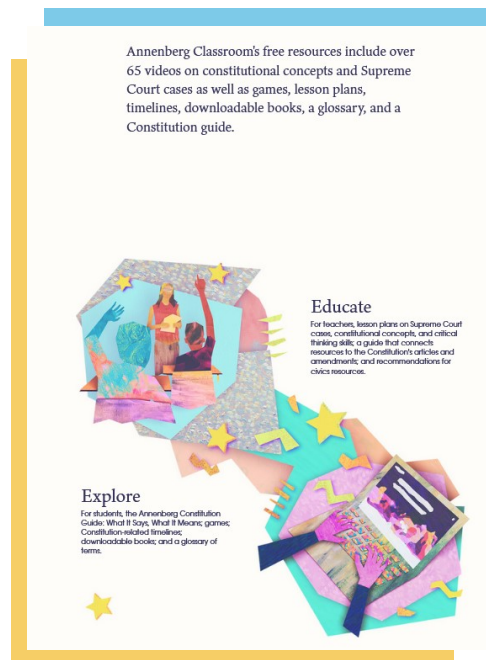 Annenberg Classroom's free resources include over
65 videos on constitutional concepts and Supreme
Court cases as well as games, lesson plans,
timelines, downloadable books, a glossary, and a
Constitution guide.
Educate
For teachers, lesson plans on Supreme Court
cases, constitutional concepts, and critical
thinking skills; a guide that connects
resources to the Constitution's articles and
amendments; and recommendations for
civics resources.
Explore
For students, the Annenberg Constitution
Guide: What It Says, What It Means; games;
Constitution-related timelines;
downloadable books; and a glossary of
terms.